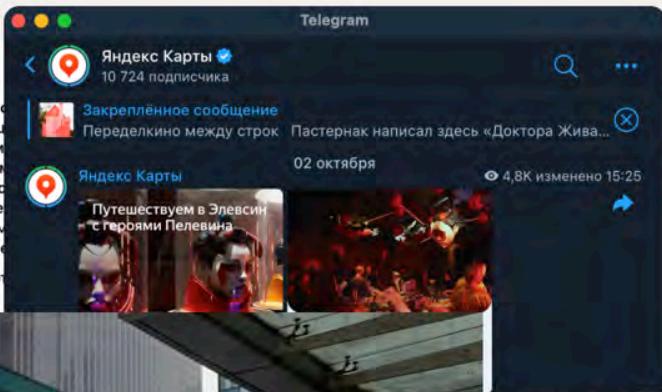 Telegram
Яндекс Карты
10 724 подписчика
Закреплённое сообщение
Переделкино между строк Пастернак написал здесь «Доктора Жива...
02 октября
Яндекс Карты
4,8K изменено 15:25
Путешествуем в Элевсин
с героями Пелевина